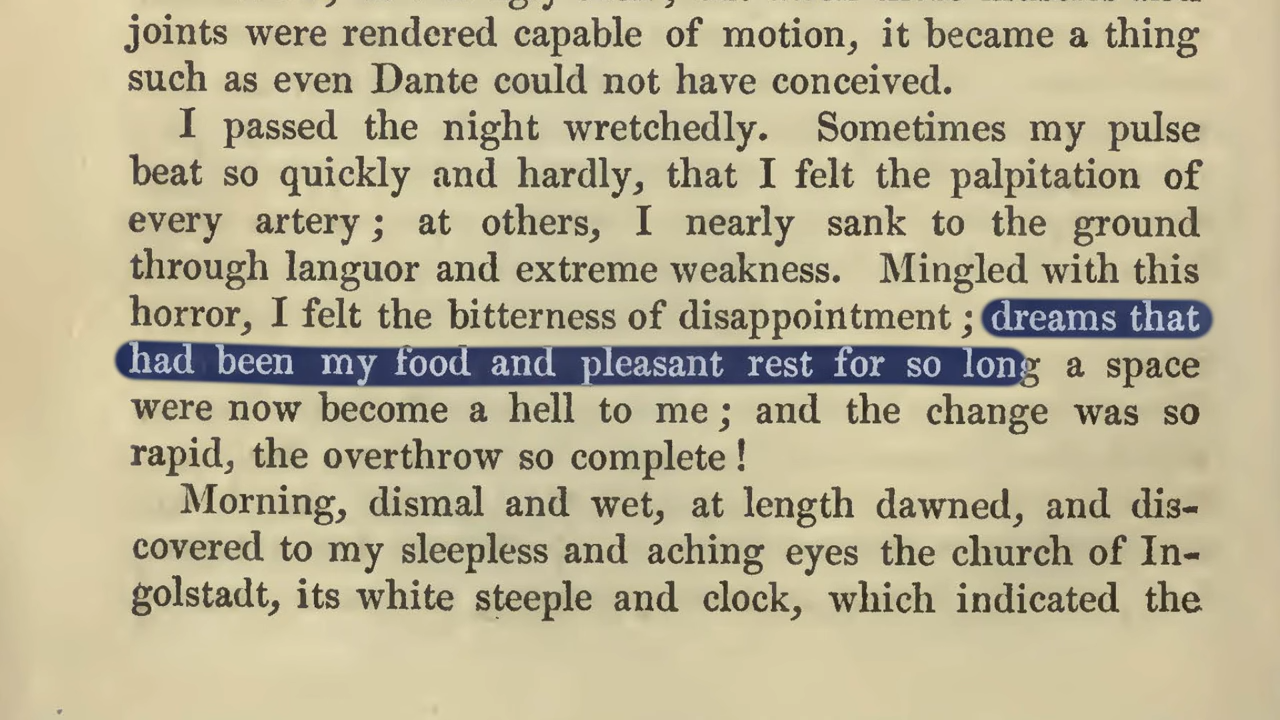 joints were rendered capable of motion, it became a thing
such as even Dante could not have conceived.
I passed the night wretchedly. Sometimes my pulse
beat so quickly and hardly, that I felt the palpitation of
every artery ; at others, I nearly sank to the ground
through languor and extreme weakness. Mingled with this
horror, I felt the bitterness of disappointment ; dreams that
had been my food and pleasant rest for so long a space
were now become a hell to me ; and the change was so
rapid, the overthrow so complete !
Morning, dismal and wet, at length dawned, and dis-
covered to my sleepless and aching eyes the church of In-
golstadt, its white steeple and clock, which indicated the